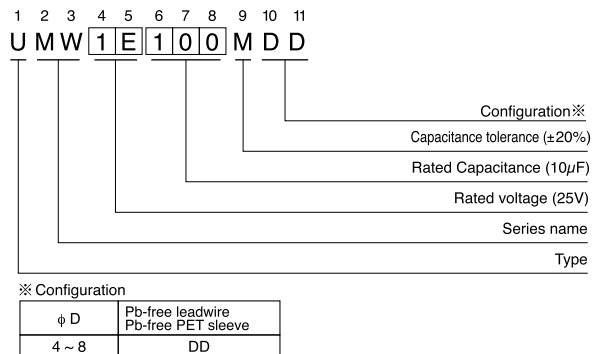 1 2 3 4 5 6 7 8 9 10 11
U M W 1 E 1 0 0 M D D
Configuration※
Capacitance tolerance (±20%)
Rated Capacitance (10µF)
Rated voltage (25V)
Series name
Type
※ Configuration
ϕ D
Pb-free leadwire
Pb-free PET sleeve
4 ~ 8
DD